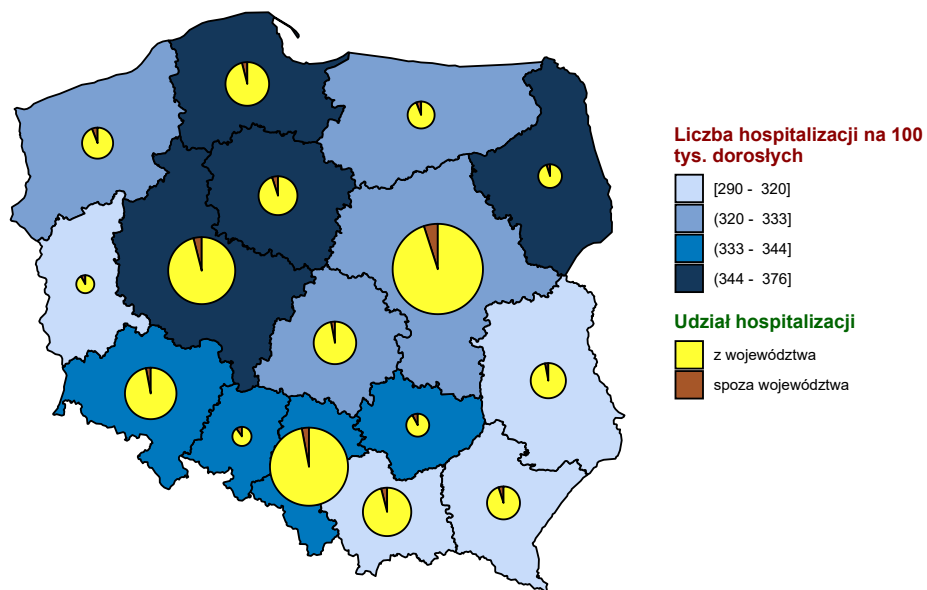 Liczba hospitalizacji na 100
tys. dorosłych
[290 - 320]
(320 - 333]
(333 - 344]
(344 - 376]
Udział hospitalizacji
z województwa
spoza województwa